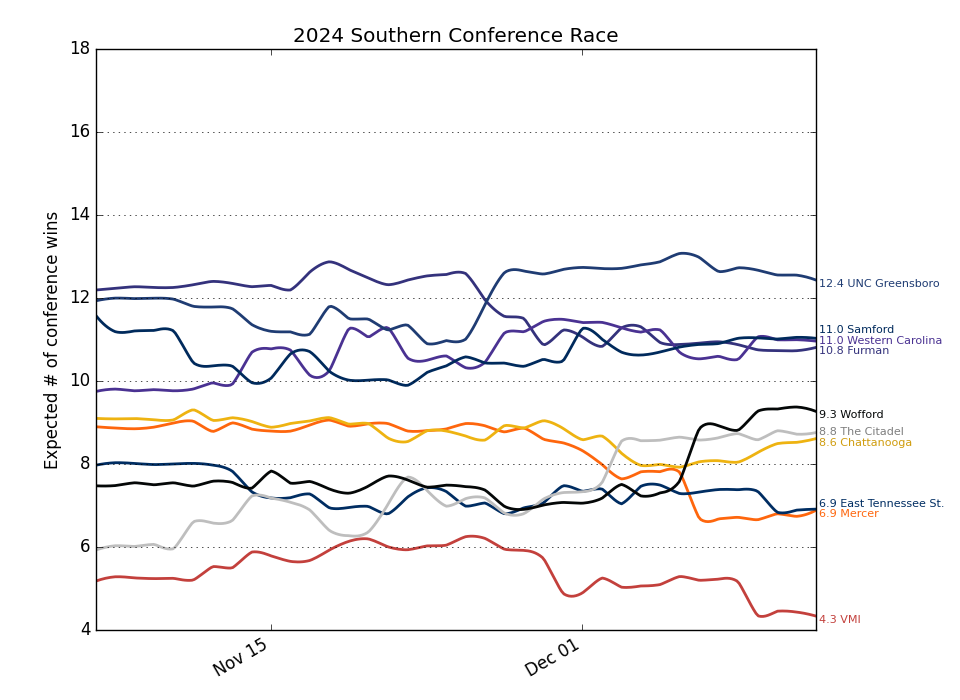 2024 Southern Conference Race
Expected # of conference wins
18
16
14
12
10
8
6
4
Nov 15
Dec 01
12.4 UNC Greensboro
11.0 Samford
11.0 Western Carolina
10.8 Furman
9.3 Wofford
8.8 The Citadel
8.6 Chattanooga
6.9 East Tennessee St.
6.9 Mercer
4.3 VMI